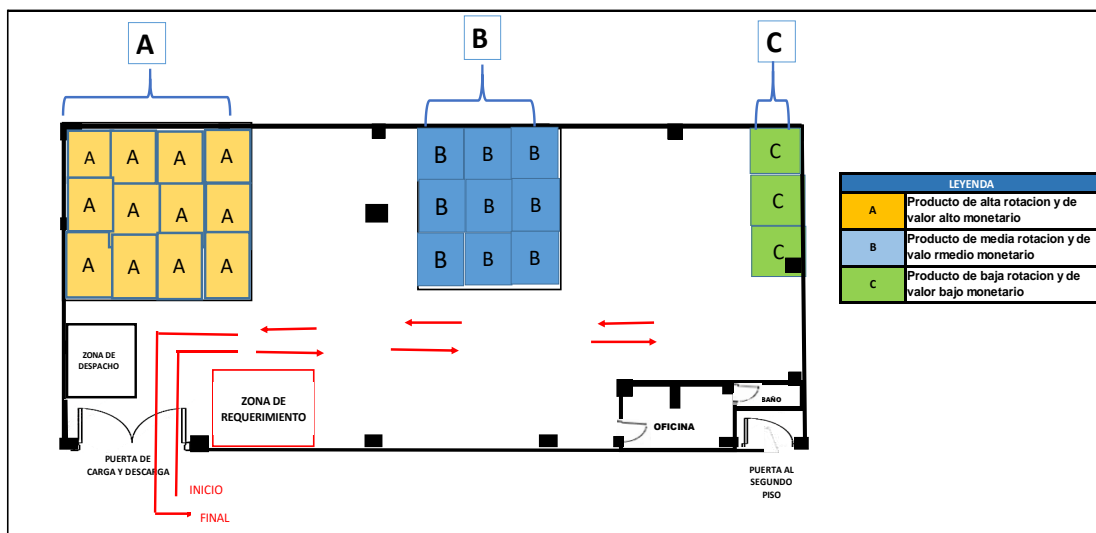 A
B
C
A A A A
A A A A
A A A A
B B B
B B B
B B B
C
C
C
LEYENDA
A Producto de alta rotacion y de
valor alto monetario
B Producto de media rotacion y de
valo rmedio monetario
C Producto de baja rotacion y de
valor bajo monetario
ZONA DE
DESPACHO
ZONA DE
REQUERIMIENTO
OFICINA
BAÑO
PUERTA DE
CARGA Y DESCARGA
PUERTA AL
SEGUNDO
PISO
INICIO
FINAL